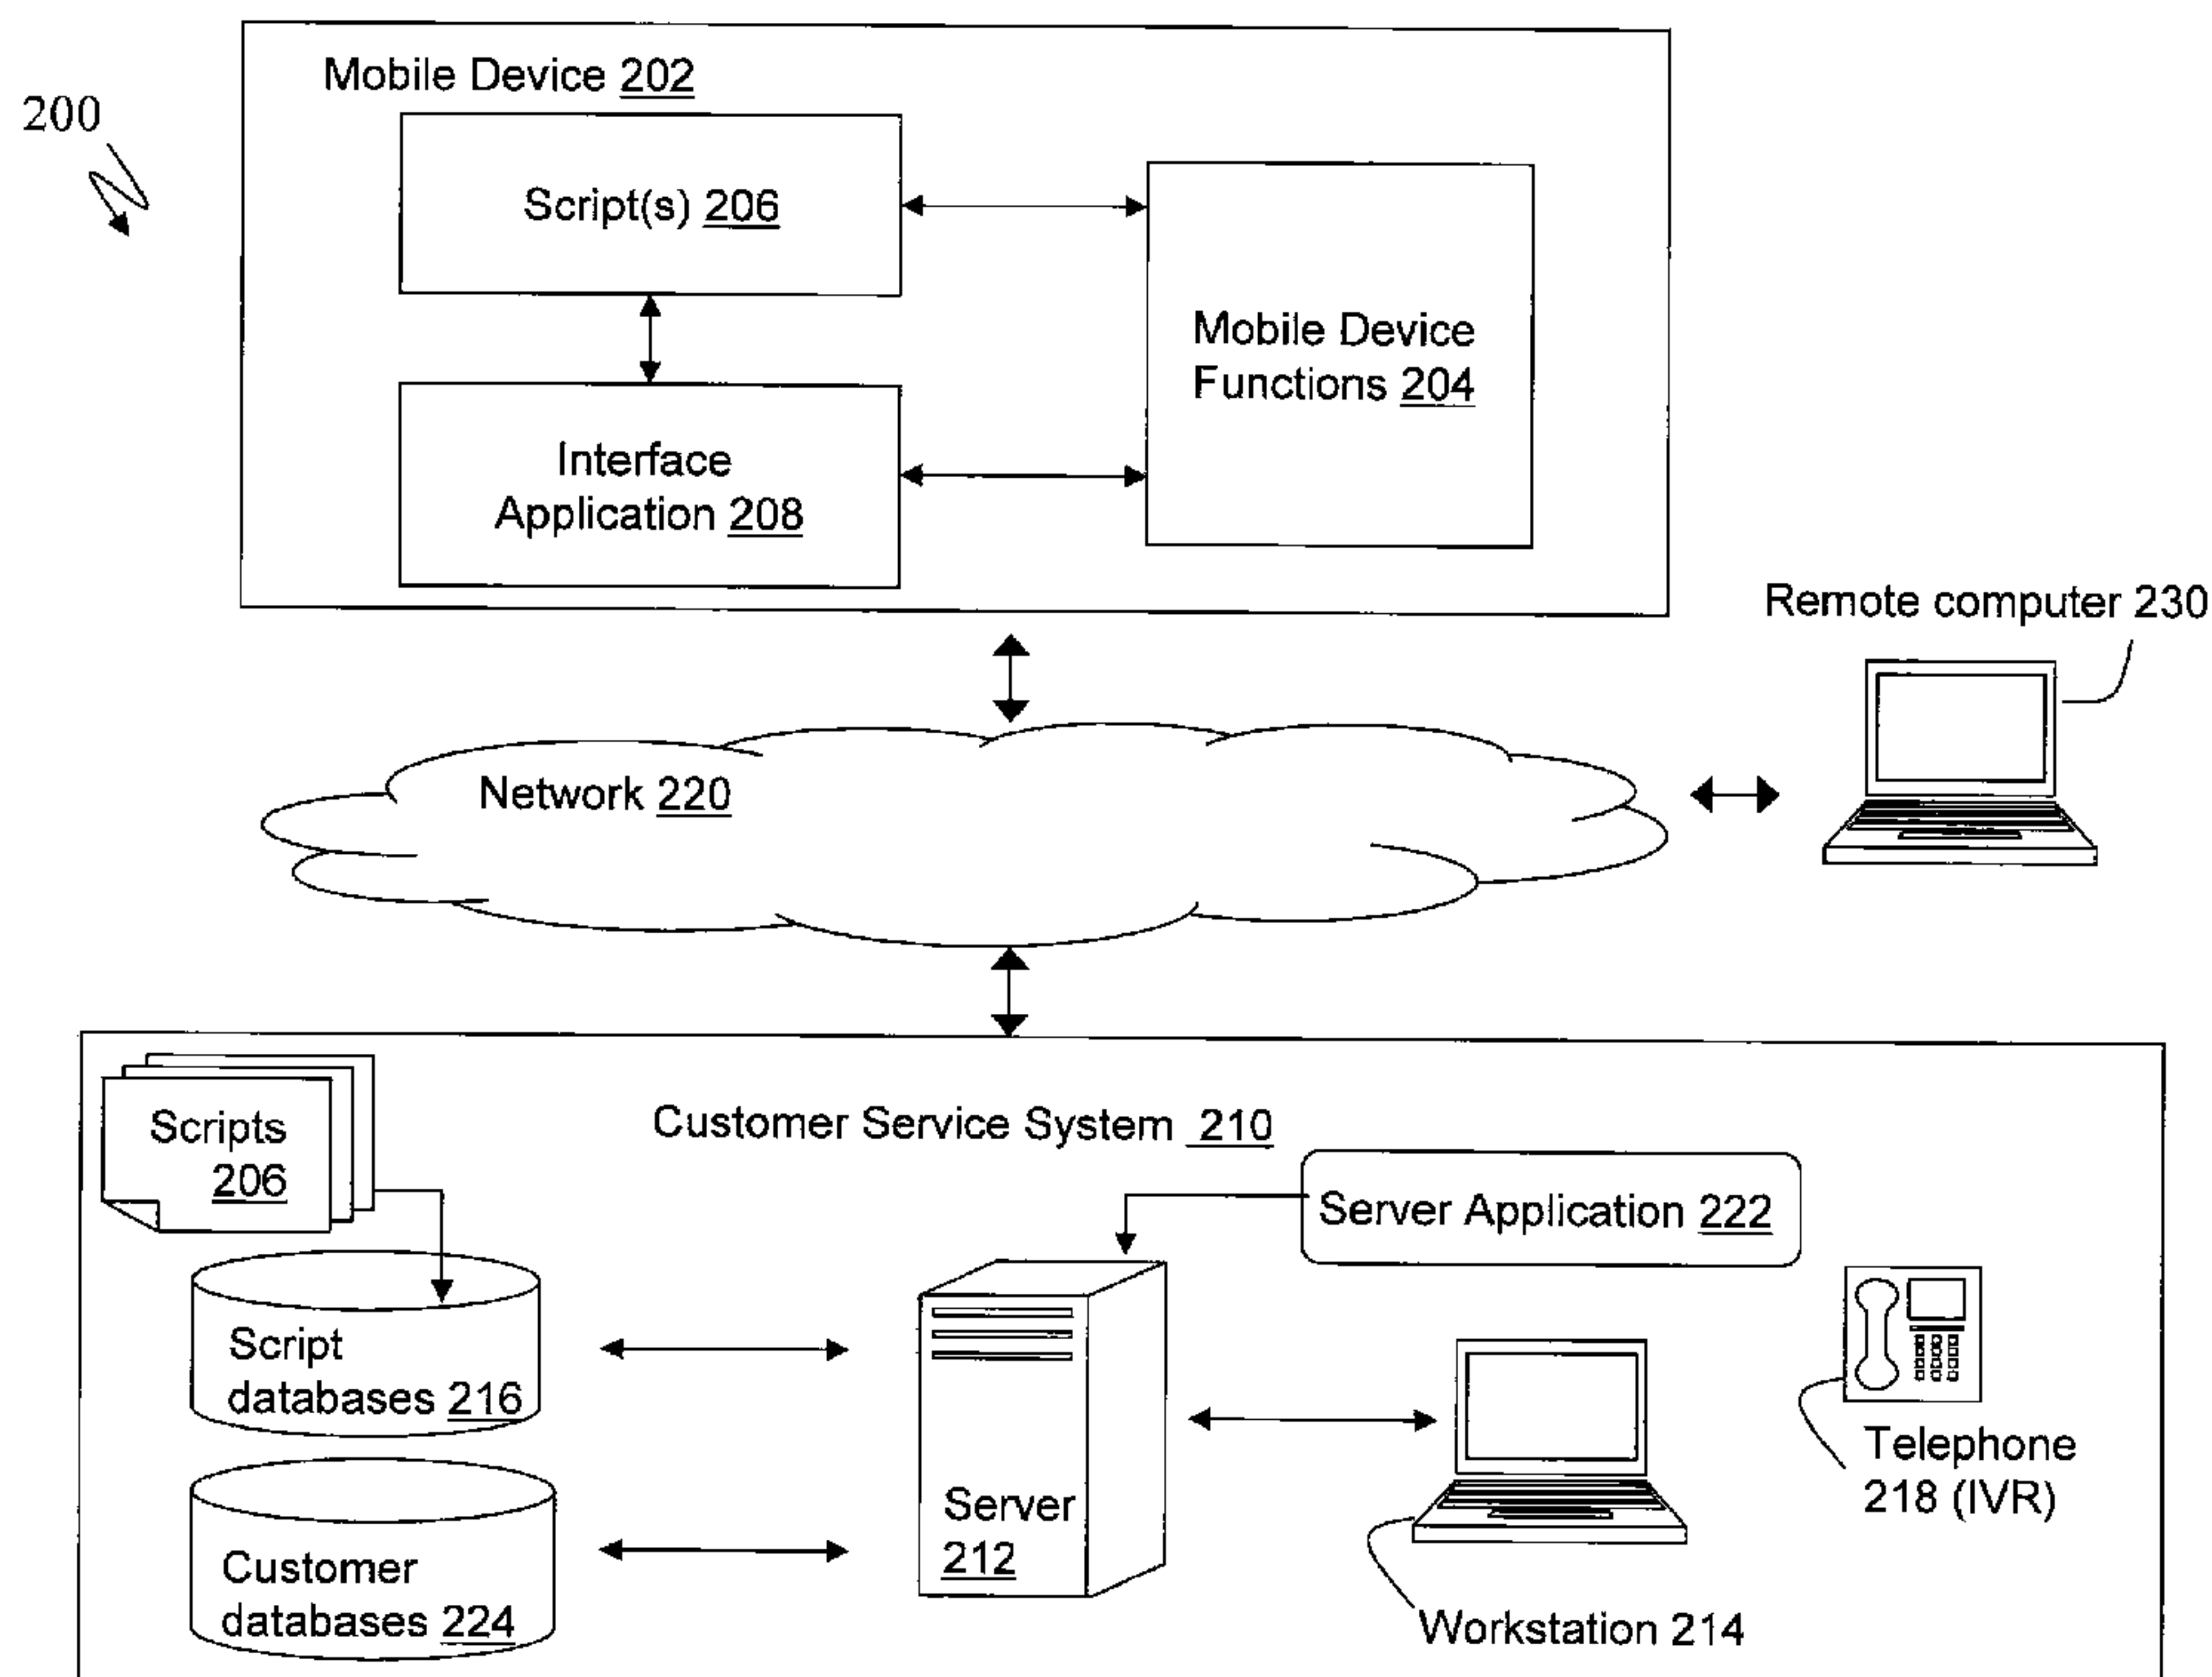 200
Mobile Device 202
Script(s) 206
Mobile Device
Functions 204
Interface
Application 208
Remote computer 230
Network 220
Customer Service System 210
Scripts
206
Server Application 222
Script
databases 216
Telephone
218 (IVR)
Server
212
Customer
databases 224
Workstation 214